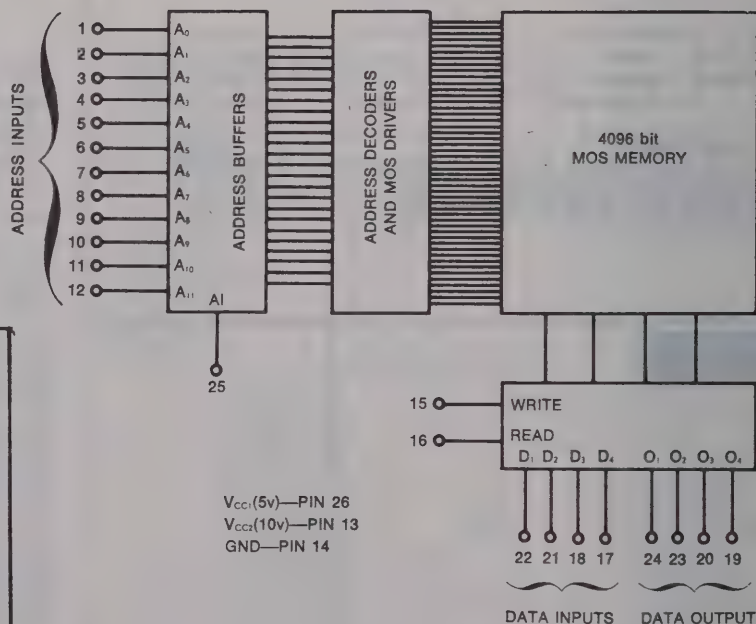 ADDRESS INPUTS
1 A₀
2 A₁
3 A₂
4 A₃
5 A₄
6 A₅
7 A₆
8 A₇
9 A₈
10 A₉
11 A₁₀
12 A₁₁
AI
25
ADDRESS BUFFERS
ADDRESS DECODERS
AND MOS DRIVERS
4096 bit
MOS MEMORY
15 WRITE
16 READ
D₁ D₂ D₃ D₄ O₁ O₂ O₃ O₄
22 21 18 17 24 23 20 19
DATA INPUTS DATA OUTPUT
V_CC₁(5v)—PIN 26
V_CC₂(10v)—PIN 13
GND—PIN 14